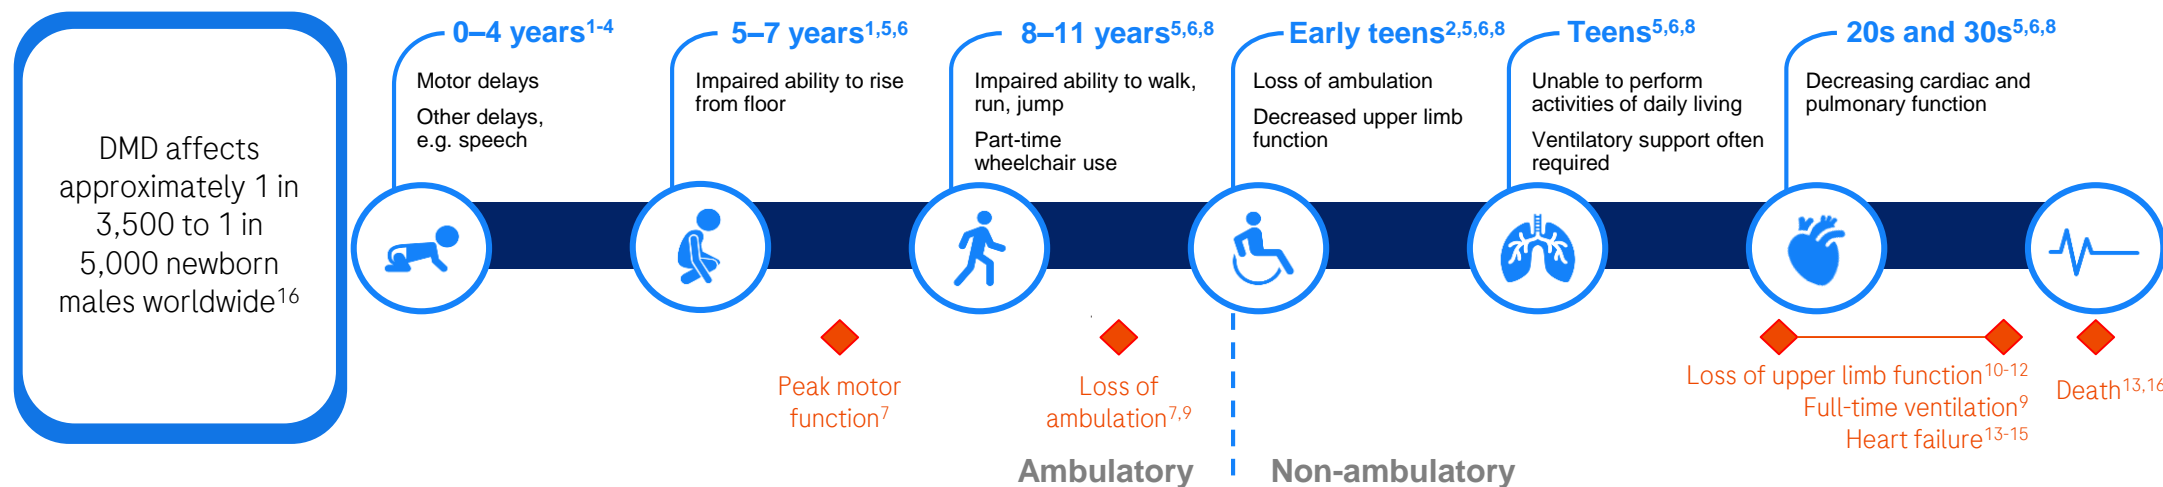 DMD affects
approximately 1 in
3,500 to 1 in
5,000 newborn
males worldwide16
0–4 years1-4
Motor delays
Other delays,
e.g. speech
5–7 years1,5,6
Impaired ability to rise
from floor
8–11 years5,6,8
Impaired ability to walk,
run, jump
Part-time
wheelchair use
Early teens2,5,6,8
Loss of ambulation
Decreased upper limb
function
Teens5,6,8
Unable to perform
activities of daily living
Ventilatory support often
required
20s and 30s5,6,8
Decreasing cardiac and
pulmonary function
Peak motor
function7
Loss of
ambulation7,9
Loss of upper limb function10-12
Full-time ventilation9
Heart failure13-15
Death13,16
Ambulatory
Non-ambulatory